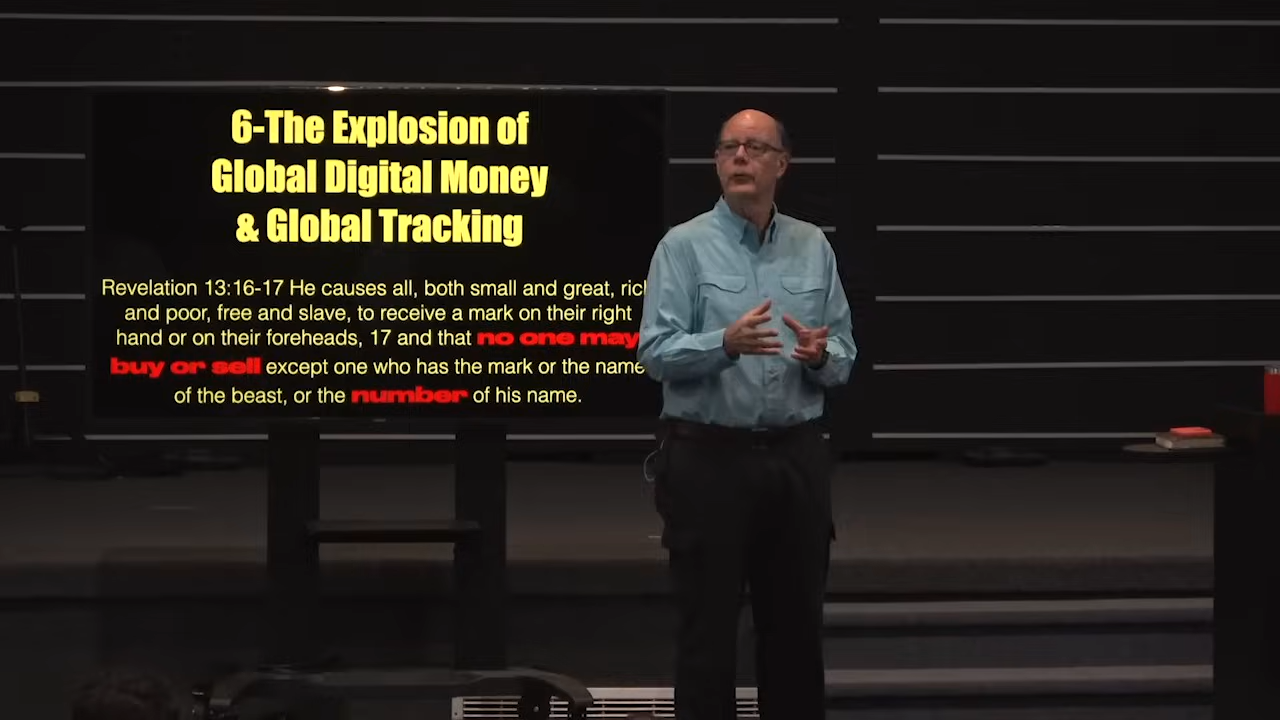 6-The Explosion of
Global Digital Money
& Global Tracking
Revelation 13:16-17 He causes all, both small and great, rich
and poor, free and slave, to receive a mark on their right
hand or on their foreheads, 17 and that no one may
buy or sell except one who has the mark or the name
of the beast, or the number of his name.